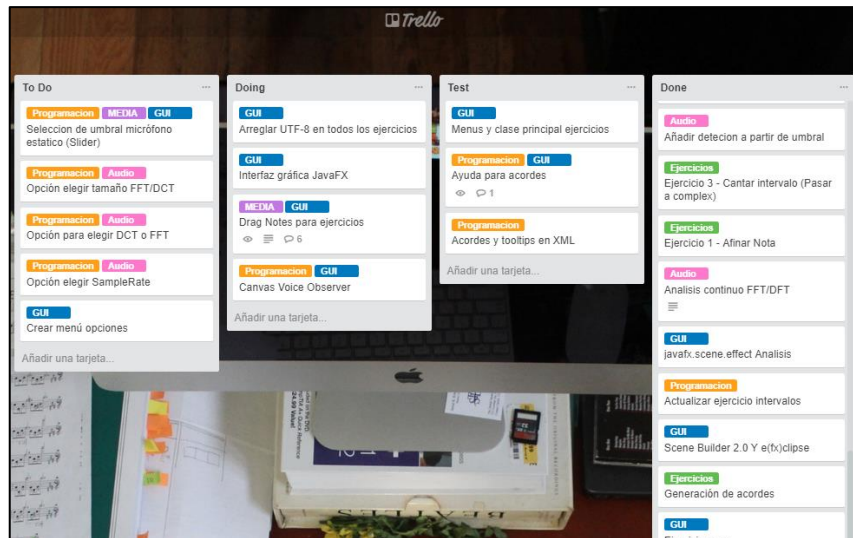 Trello
To Do
Programacion MEDIA GUI
Seleccion de umbral micrófono
estatico (Slider)
Programacion Audio
Opción elegir tamaño FFT/DCT
Programacion Audio
Opción para elegir DCT o FFT
Programacion Audio
Opción elegir SampleRate
GUI
Crear menú opciones
Añadir una tarjeta...
Doing
GUI
Arreglar UTF-8 en todos los ejercicios
GUI
Interfaz gráfica JavaFX
MEDIA GUI
Drag Notes para ejercicios
6
Programacion GUI
Canvas Voice Observer
Añadir una tarjeta...
Test
GUI
Menus y clase principal ejercicios
Programacion GUI
Ayuda para acordes
1
Programacion
Acordes y tooltips en XML
Añadir una tarjeta...
Done
Audio
Añadir detecion a partir de umbral
Ejercicios
Ejercicio 3 - Cantar intervalo (Pasar
a complex)
Ejercicios
Ejercicio 1 - Afinar Nota
Audio
Analisis continuo FFT/DFT
GUI
javafx.scene.effect Analisis
Programacion
Actualizar ejercicio intervalos
GUI
Scene Builder 2.0 Y e(fx)clipse
Ejercicios
Generación de acordes
GUI